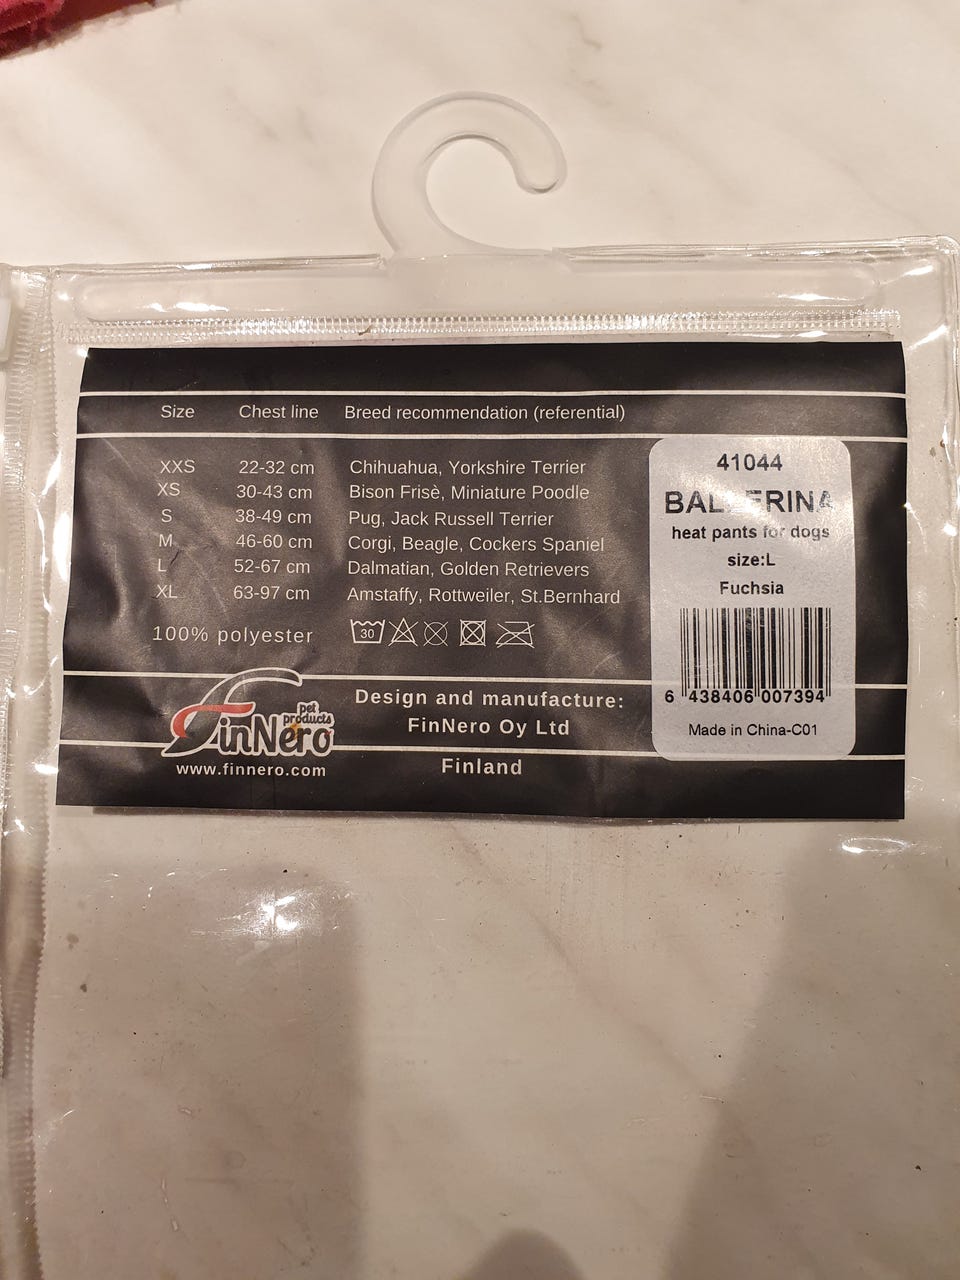 Size Chest line Breed recommendation (referential)
XXS 22-32 cm Chihuahua, Yorkshire Terrier
XS 30-43 cm Bison Frisè, Miniature Poodle
S 38-49 cm Pug, Jack Russell Terrier
M 46-60 cm Corgi, Beagle, Cockers Spaniel
L 52-67 cm Dalmatian, Golden Retrievers
XL 63-97 cm Amstaffy, Rottweiler, St.Bernhard
100% polyester 30
FinNero pet products
www.finnero.com
Design and manufacture:
FinNero Oy Ltd
Finland
41044
BALLERINA
heat pants for dogs
size:L
Fuchsia
6 438406 007394
Made in China-C01